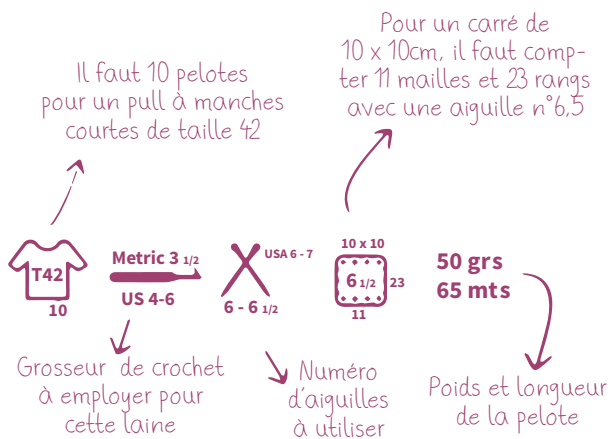 Pour un carré de
10 x 10cm, il faut comp-
ter 11 mailles et 23 rangs
avec une aiguille n°6,5
Il faut 10 pelotes
pour un pull à manches
courtes de taille 42
T42
10
Metric 3 1/2
US 4-6
USA 6 - 7
6 - 6 1/2
10 x 10
6 1/2
23
11
50 grs
65 mts
Grosseur de crochet
à employer pour
cette laine
Numéro
d'aiguilles
à utiliser
Poids et longueur
de la pelote